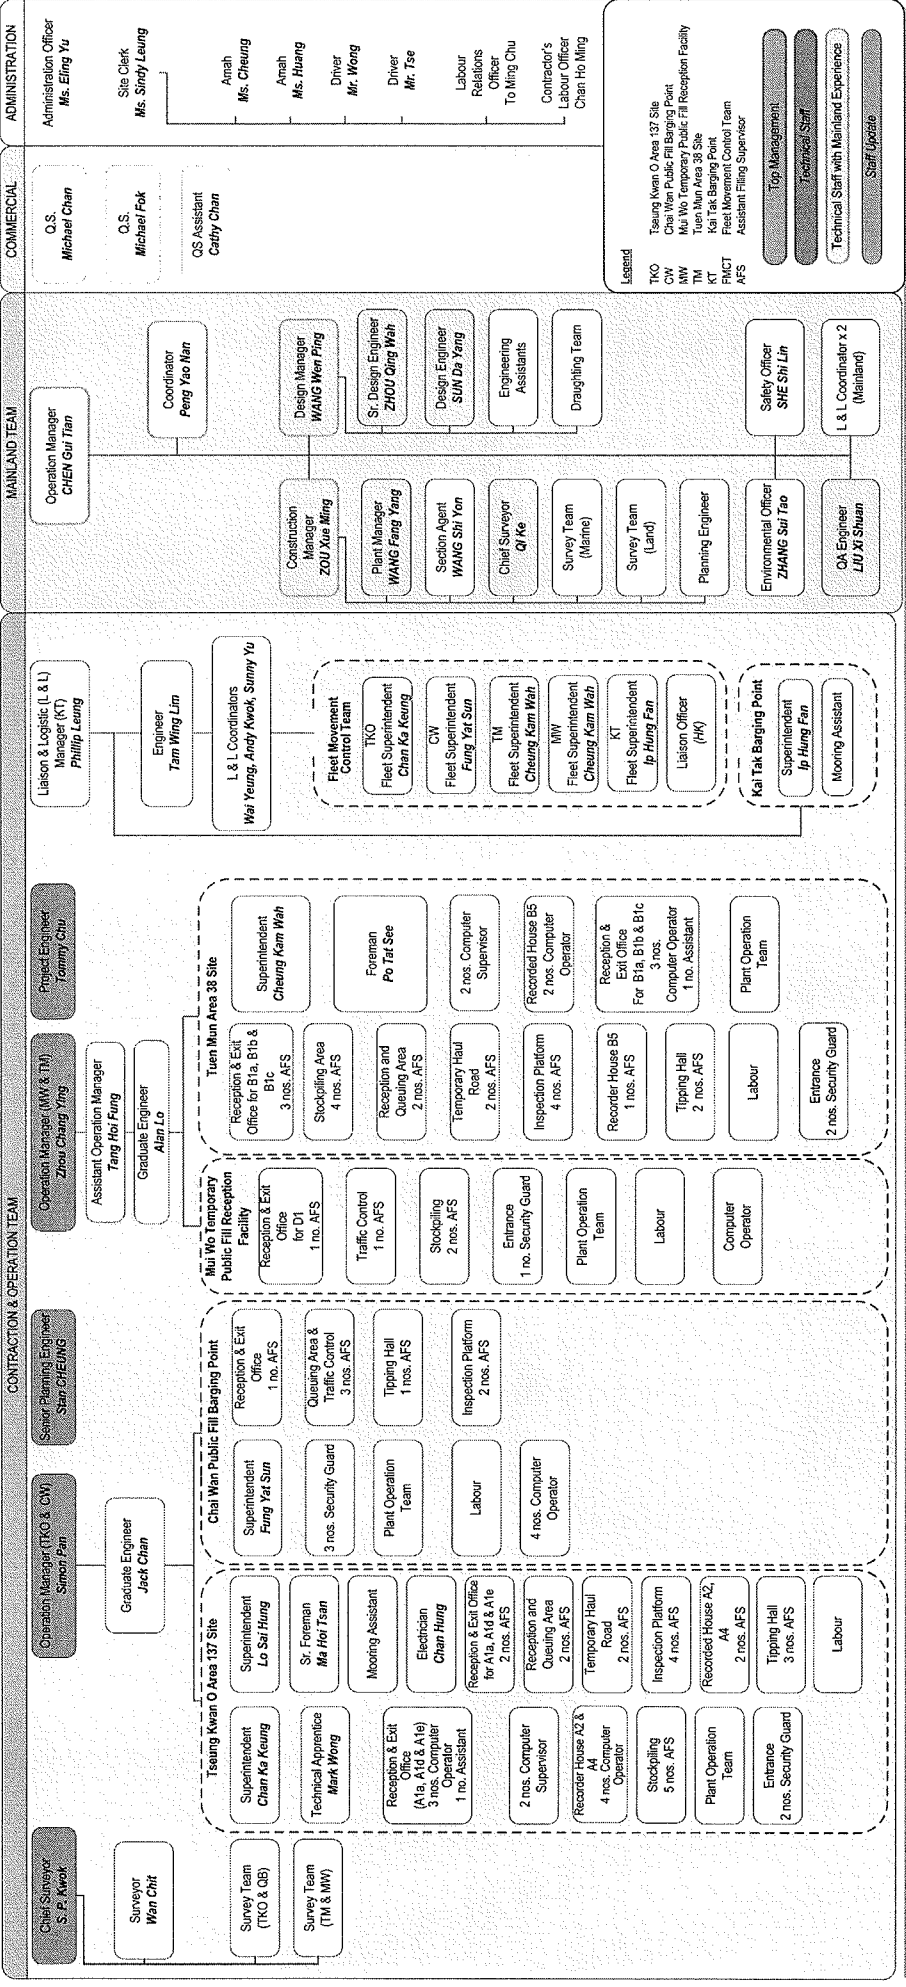 CONTRACTION & OPERATION TEAM
Chief Surveyor
S. P. Kwok
Surveyor
Wan Chit
Survey Team
(TKO & QB)
Survey Team
(TM & MW)
Operation Manager (TKO & CW)
Simon Pan
Graduate Engineer
Jack Chan
Senior Planning Engineer
Stan CHEUNG
Operation Manager (MW & TM)
Zhou Chang Ying
Assistant Operation Manager
Tang Hoi Fung
Graduate Engineer
Alan Lo
Project Engineer
Tommy Chu
Tseung Kwan O Area 137 Site
Superintendent
Chan Ka Keung
Technical Apprentice
Mark Wong
Reception & Exit
Office
(A1a, A1d & A1e)
3 nos. Computer
Operator
1 no. Assistant
2 nos. Computer
Supervisor
Recorder House A2 &
A4
4 nos. Computer
Operator
Stockpiling
5 nos. AFS
Plant Operation
Team
Entrance
2 nos. Security Guard
Superintendent
Lo Sai Hung
Sr. Foreman
Ma Hoi Tsan
Mooring Assistant
Electrician
Chan Hung
Reception & Exit Office
for A1a, A1d & A1e
2 nos. AFS
Reception and
Queuing Area
2 nos. AFS
Temporary Haul
Road
2 nos. AFS
Inspection Platform
4 nos. AFS
Recorded House A2,
A4
2 nos. AFS
Tipping Hall
3 nos. AFS
Labour
Chai Wan Public Fill Barging Point
Superintendent
Fung Yat Sun
3 nos. Security Guard
Plant Operation
Team
Labour
4 nos. Computer
Operator
Reception & Exit
Office
1 no. AFS
Queuing Area &
Traffic Control
3 nos. AFS
Tipping Hall
1 nos. AFS
Inspection Platform
2 nos. AFS
Mui Wo Temporary
Public Fill Reception
Facility
Reception & Exit
Office
for D1
1 no. AFS
Traffic Control
1 no. AFS
Stockpiling
2 nos. AFS
Entrance
1 no. Security Guard
Plant Operation
Team
Labour
Computer
Operator
Tuen Mun Area 38 Site
Reception & Exit
Office for B1a, B1b &
B1c
3 nos. AFS
Stockpiling Area
4 nos. AFS
Reception and
Queuing Area
2 nos. AFS
Temporary Haul
Road
2 nos. AFS
Inspection Platform
4 nos. AFS
Recorder House B5
1 nos. AFS
Tipping Hall
2 nos. AFS
Labour
Entrance
2 nos. Security Guard
Superintendent
Cheung Kam Wah
Foreman
Po Tat See
2 nos. Computer
Supervisor
Recorded House B5
2 nos. Computer
Operator
Reception &
Exit Office
For B1a, B1b & B1c
3 nos.
Computer Operator
1 no. Assistant
Plant Operation
Team
Liaison & Logistic (L & L)
Manager (KT)
Phillip Leung
Engineer
Tam Wing Lim
L & L Coordinators
Wai Yeung, Andy Kwok, Sunny Yu
Fleet Movement
Control Team
TKO
Fleet Superintendent
Chan Ka Keung
CW
Fleet Superintendent
Fung Yat Sun
TM
Fleet Superintendent
Cheung Kam Wah
MW
Fleet Superintendent
Cheung Kam Wah
KT
Fleet Superintendent
Ip Hung Fan
Liaison Officer
(HK)
Kai Tak Barging Point
Superintendent
Ip Hung Fan
Mooring Assistant
MAINLAND TEAM
Operation Manager
CHEN Gui Tian
Coordinator
Peng Yao Nan
Construction
Manager
ZOU Xue Ming
Plant Manager
WANG Fang Yang
Section Agent
WANG Shi Yon
Chief Surveyor
Qi Ke
Survey Team
(Marine)
Survey Team
(Land)
Planning Engineer
Environmental Officer
ZHANG Sui Tao
QA Engineer
LIU Xi Shuan
Design Manager
WANG Wen Ping
Sr. Design Engineer
ZHOU Qing Wah
Design Engineer
SUN Da Yang
Engineering
Assistants
Draughting Team
Safety Officer
SHE Shi Lin
L & L Coordinator x 2
(Mainland)
COMMERCIAL
Q.S.
Michael Chan
Q.S.
Michael Fok
QS Assistant
Cathy Chan
ADMINISTRATION
Administration Officer
Ms. Eling Yu
Site Clerk
Ms. Sindy Leung
Amah
Ms. Cheung
Amah
Ms. Huang
Driver
Mr. Wong
Driver
Mr. Tse
Labour
Relations
Officer
To Ming Chu
Contractor's
Labour Officer
Chan Ho Ming
Legend
TKO Tseung Kwan O Area 137 Site
CW Chai Wan Public Fill Barging Point
MW Mui Wo Temporary Public Fill Reception Facility
TM Tuen Mun Area 38 Site
KT Kai Tak Barging Point
FMCT Fleet Movement Control Team
AFS Assistant Filling Supervisor
Top Management
Technical Staff
Technical Staff with Mainland Experience
Staff Update